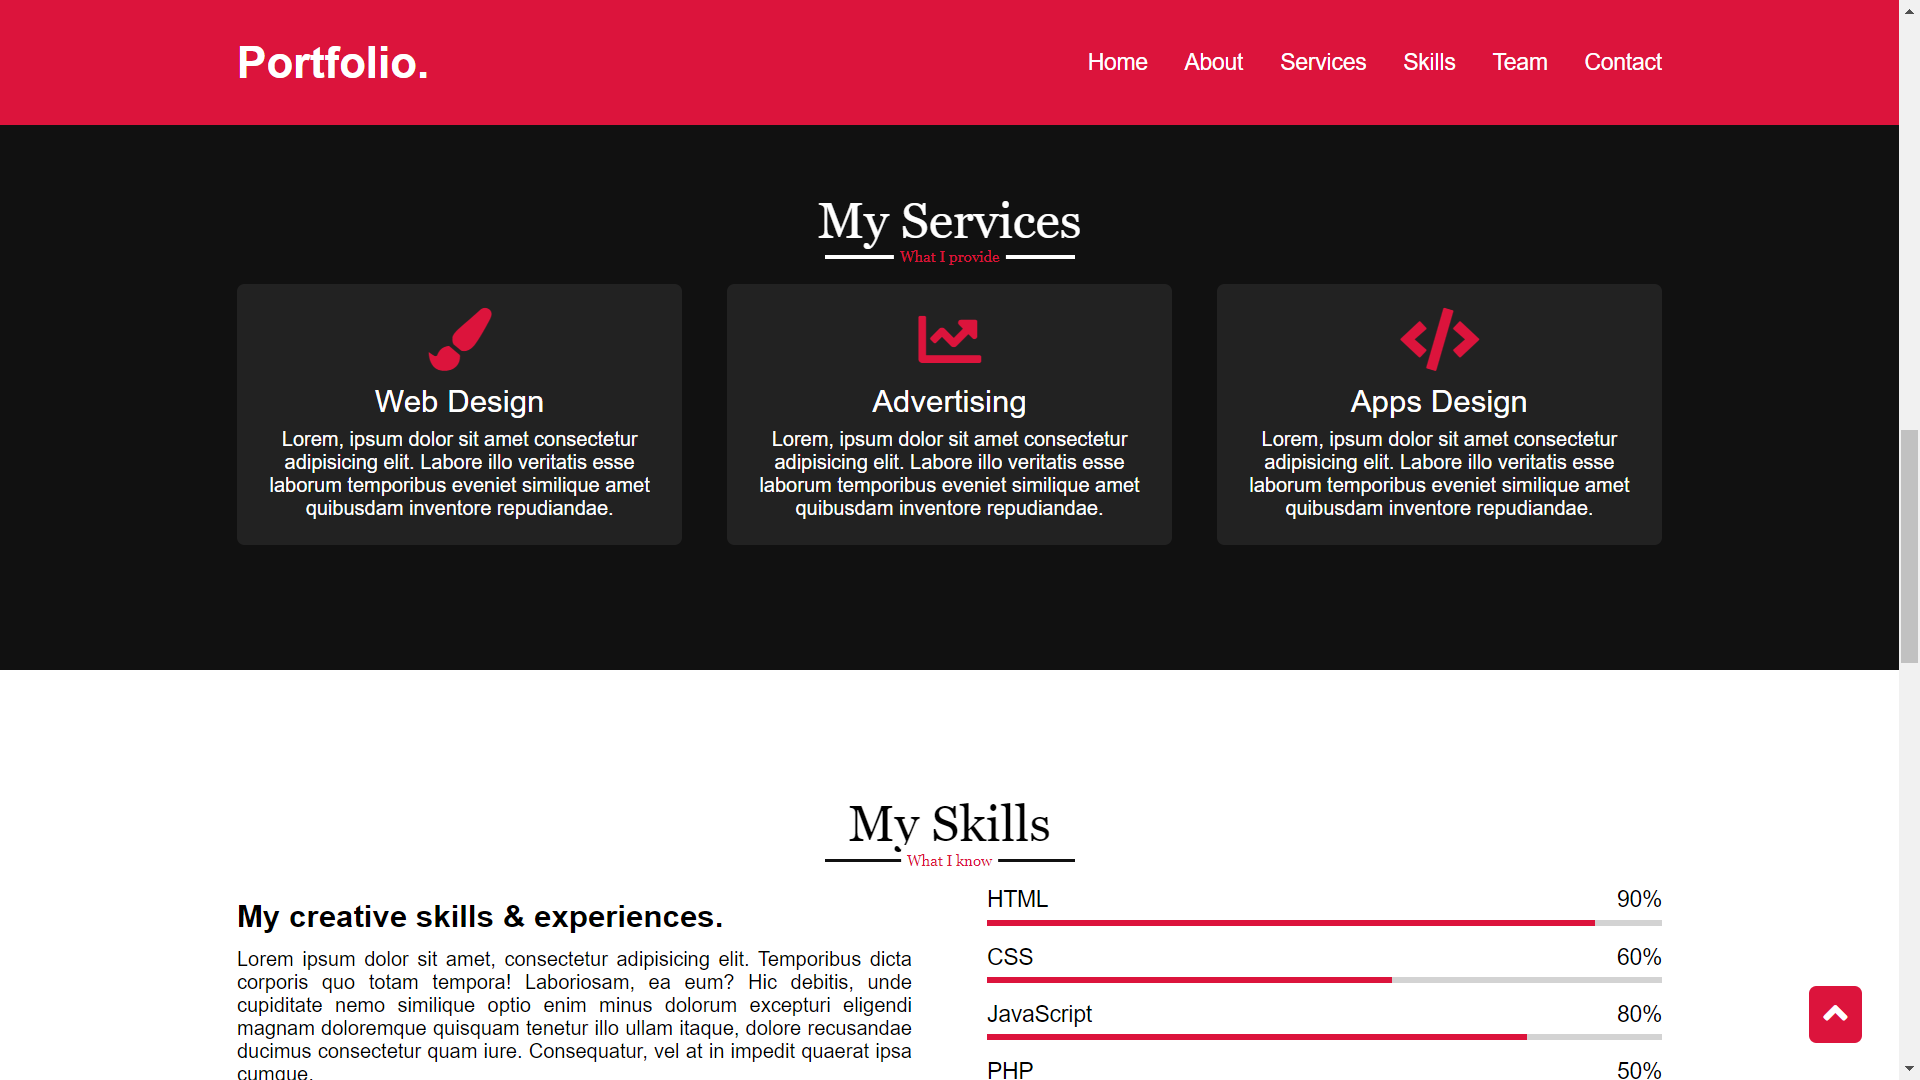 Portfolio.
Home About Services Skills Team Contact
My Services
What I provide
Web Design
Lorem, ipsum dolor sit amet consectetur
adipisicing elit. Labore illo veritatis esse
laborum temporibus eveniet similique amet
quibusdam inventore repudiandae.
Advertising
Lorem, ipsum dolor sit amet consectetur
adipisicing elit. Labore illo veritatis esse
laborum temporibus eveniet similique amet
quibusdam inventore repudiandae.
Apps Design
Lorem, ipsum dolor sit amet consectetur
adipisicing elit. Labore illo veritatis esse
laborum temporibus eveniet similique amet
quibusdam inventore repudiandae.
My Skills
What I know
My creative skills & experiences.
Lorem ipsum dolor sit amet, consectetur adipisicing elit. Temporibus dicta
corporis quo totam tempora! Laboriosam, ea eum? Hic debitis, unde
cupiditate nemo similique optio enim minus dolorum excepturi eligendi
magnam doloremque quisquam tenetur illo ullam itaque, dolore recusandae
ducimus consectetur quam iure. Consequatur, vel at in impedit quaerat ipsa
cumque.
HTML 90%
CSS 60%
JavaScript 80%
PHP 50%